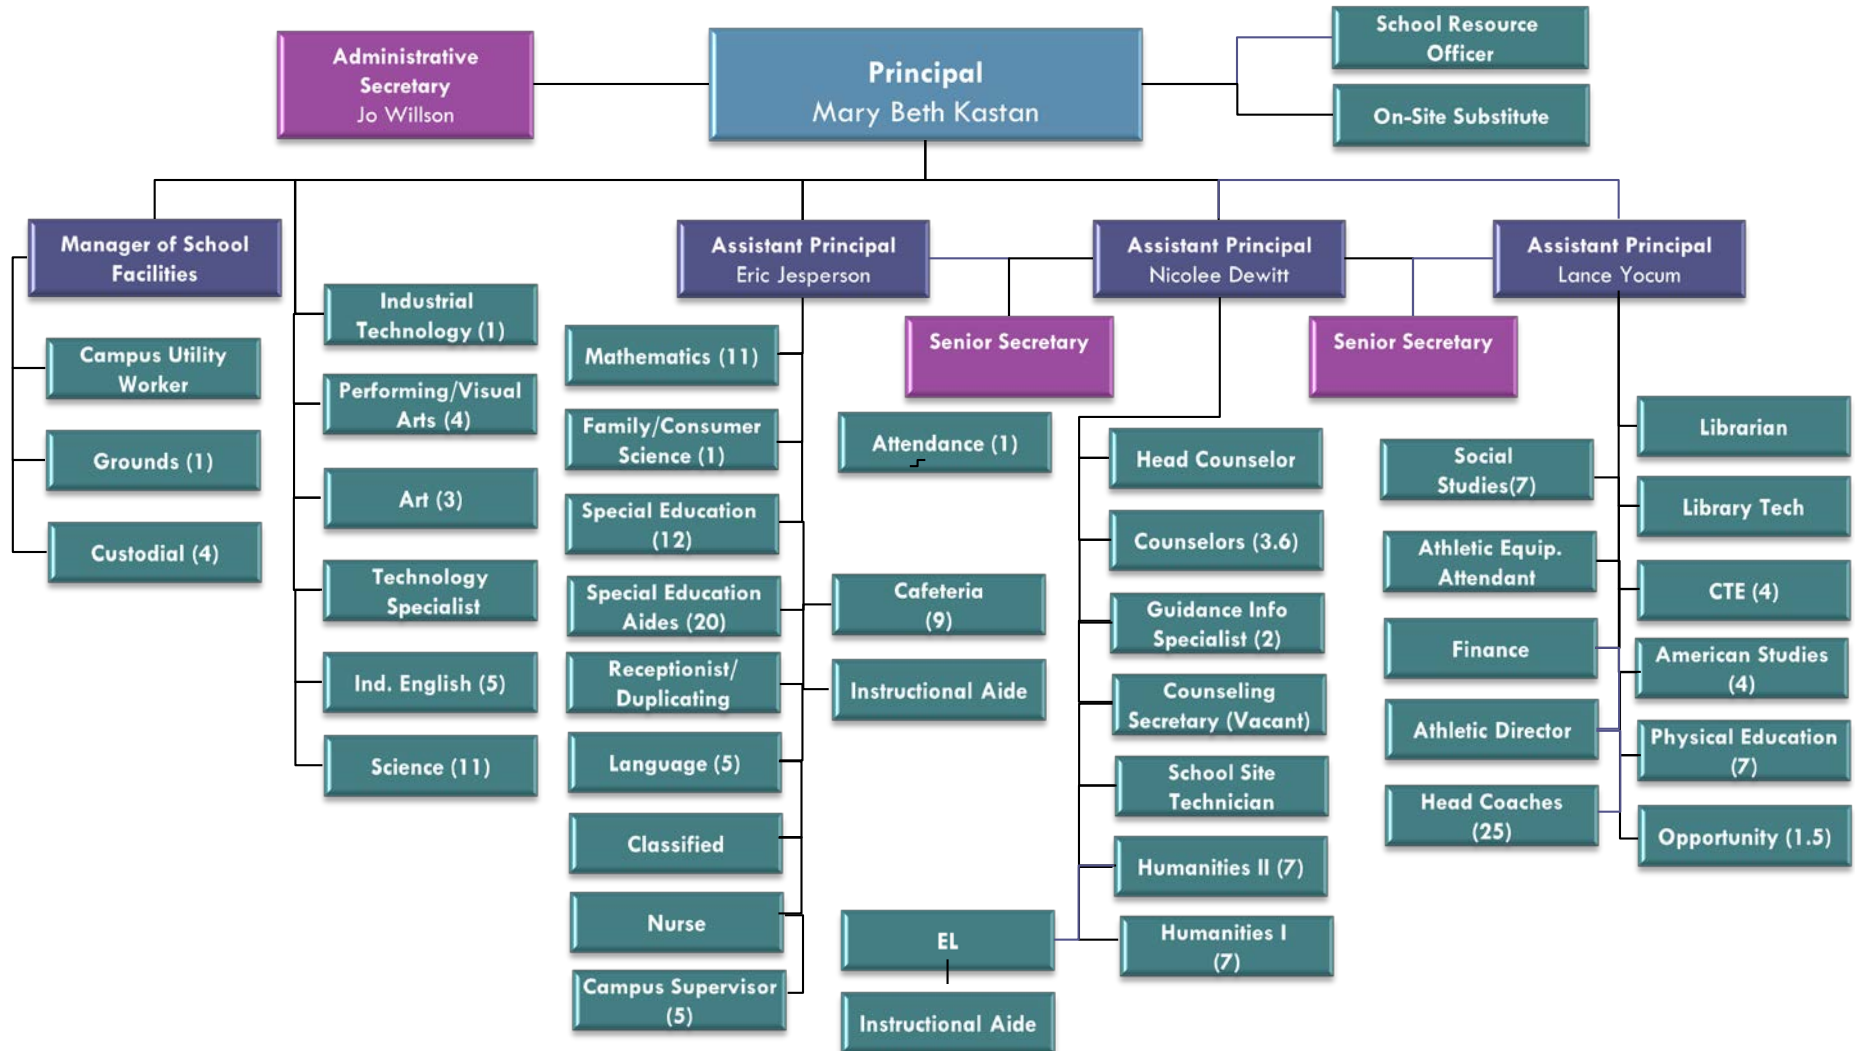 Administrative
Secretary
Jo Willson
Principal
Mary Beth Kastan
School Resource
Officer
On-Site Substitute
Manager of School
Facilities
Campus Utility
Worker
Grounds (1)
Custodial (4)
Industrial
Technology (1)
Performing/Visual
Arts (4)
Art (3)
Technology
Specialist
Ind. English (5)
Science (11)
Assistant Principal
Eric Jesperson
Assistant Principal
Nicolee Dewitt
Assistant Principal
Lance Yocum
Senior Secretary
Senior Secretary
Mathematics (11)
Family/Consumer
Science (1)
Special Education
(12)
Special Education
Aides (20)
Receptionist/
Duplicating
Language (5)
Classified
Nurse
Campus Supervisor
(5)
Attendance (1)
Cafeteria
(9)
Instructional Aide
EL
Instructional Aide
Head Counselor
Counselors (3.6)
Guidance Info
Specialist (2)
Counseling
Secretary (Vacant)
School Site
Technician
Humanities II (7)
Humanities I
(7)
Social
Studies(7)
Athletic Equip.
Attendant
Finance
Athletic Director
Head Coaches
(25)
Librarian
Library Tech
CTE (4)
American Studies
(4)
Physical Education
(7)
Opportunity (1.5)